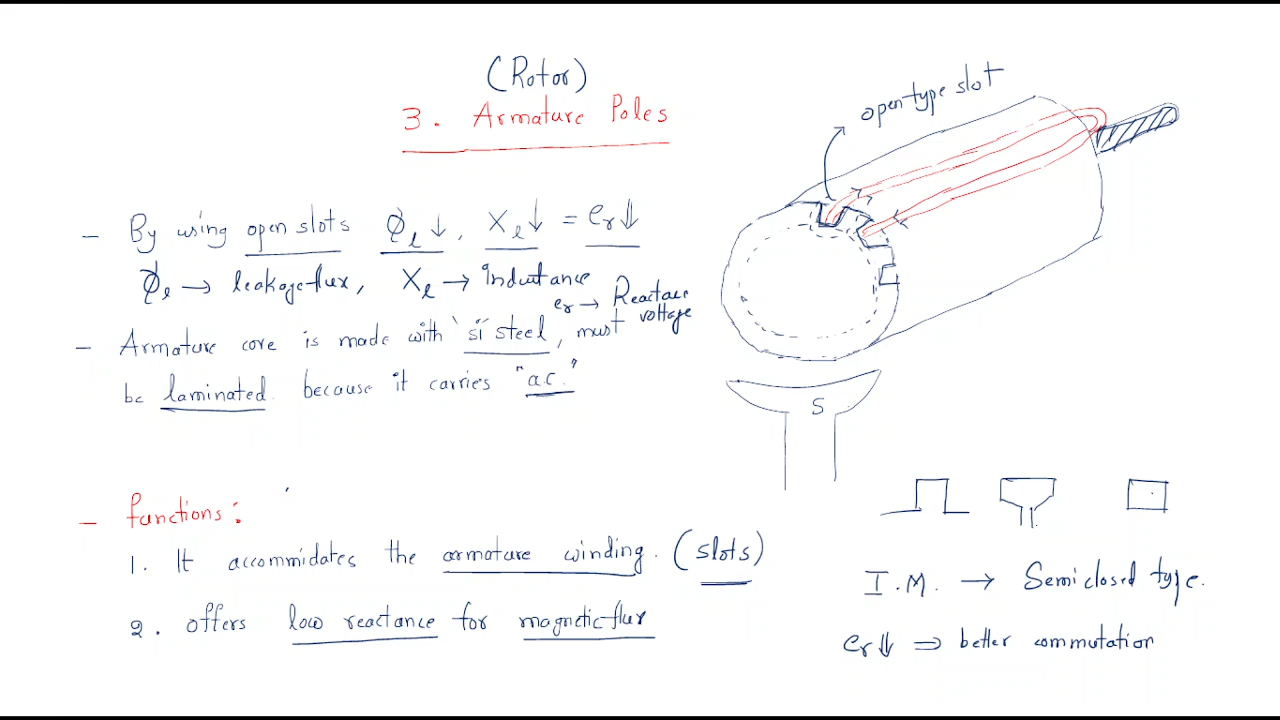 (Rotor)
3. Armature Poles
open type slot
- By using open slots ϕl↓, Xl↓ = er↓
ϕl → leakage flux, Xl → Inductance
er → Reactace voltage
- Armature core is made with "si" steel, must
be laminated because it carries "a.c."
S
- functions:
1. It accommidates the armature winding. (slots)
2. offers low reactance for magnetic flux
I.M. → Semiclosed type.
er↓ ⇒ better commutation